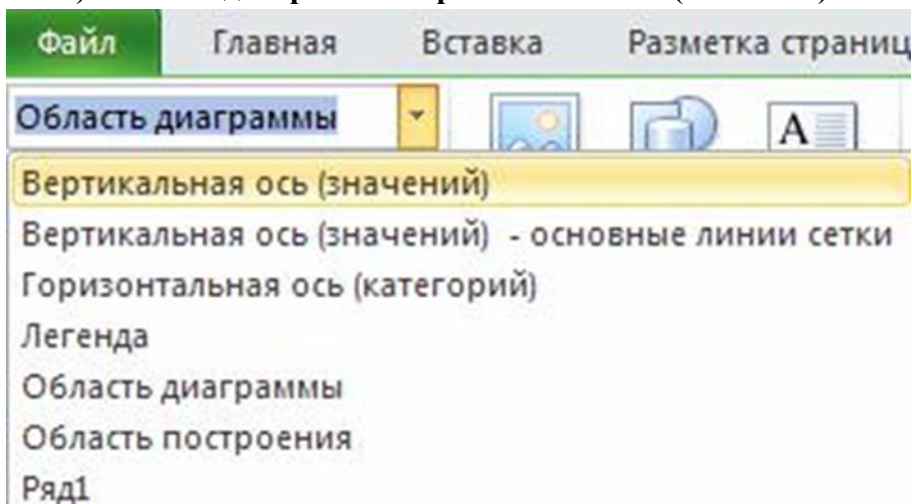 Файл Главная Вставка Разметка страниц
Область диаграммы A
Вертикальная ось (значений)
Вертикальная ось (значений) - основные линии сетки
Горизонтальная ось (категорий)
Легенда
Область диаграммы
Область построения
Ряд1